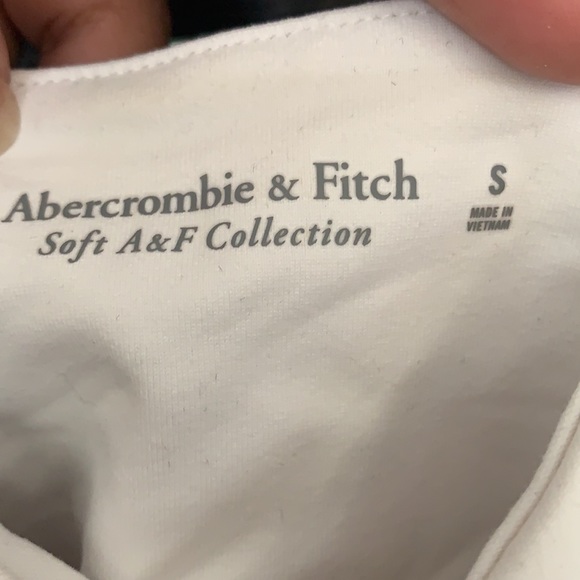 Abercrombie & Fitch
Soft A&F Collection
S
MADE IN
VIETNAM